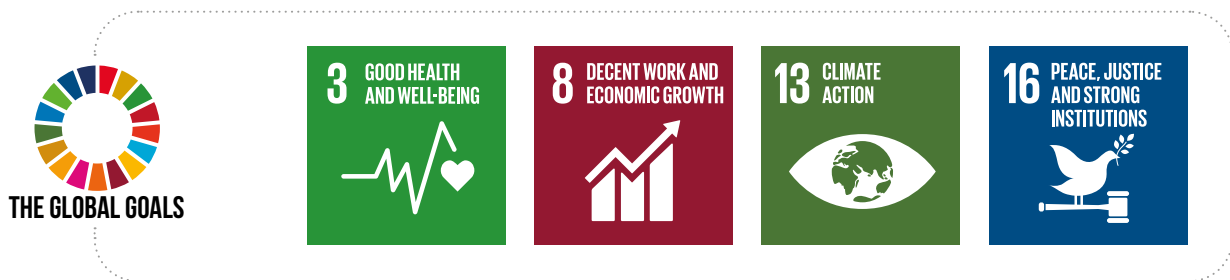 THE GLOBAL GOALS
3 GOOD HEALTH
AND WELL-BEING
8 DECENT WORK AND
ECONOMIC GROWTH
13 CLIMATE
ACTION
16 PEACE, JUSTICE
AND STRONG
INSTITUTIONS